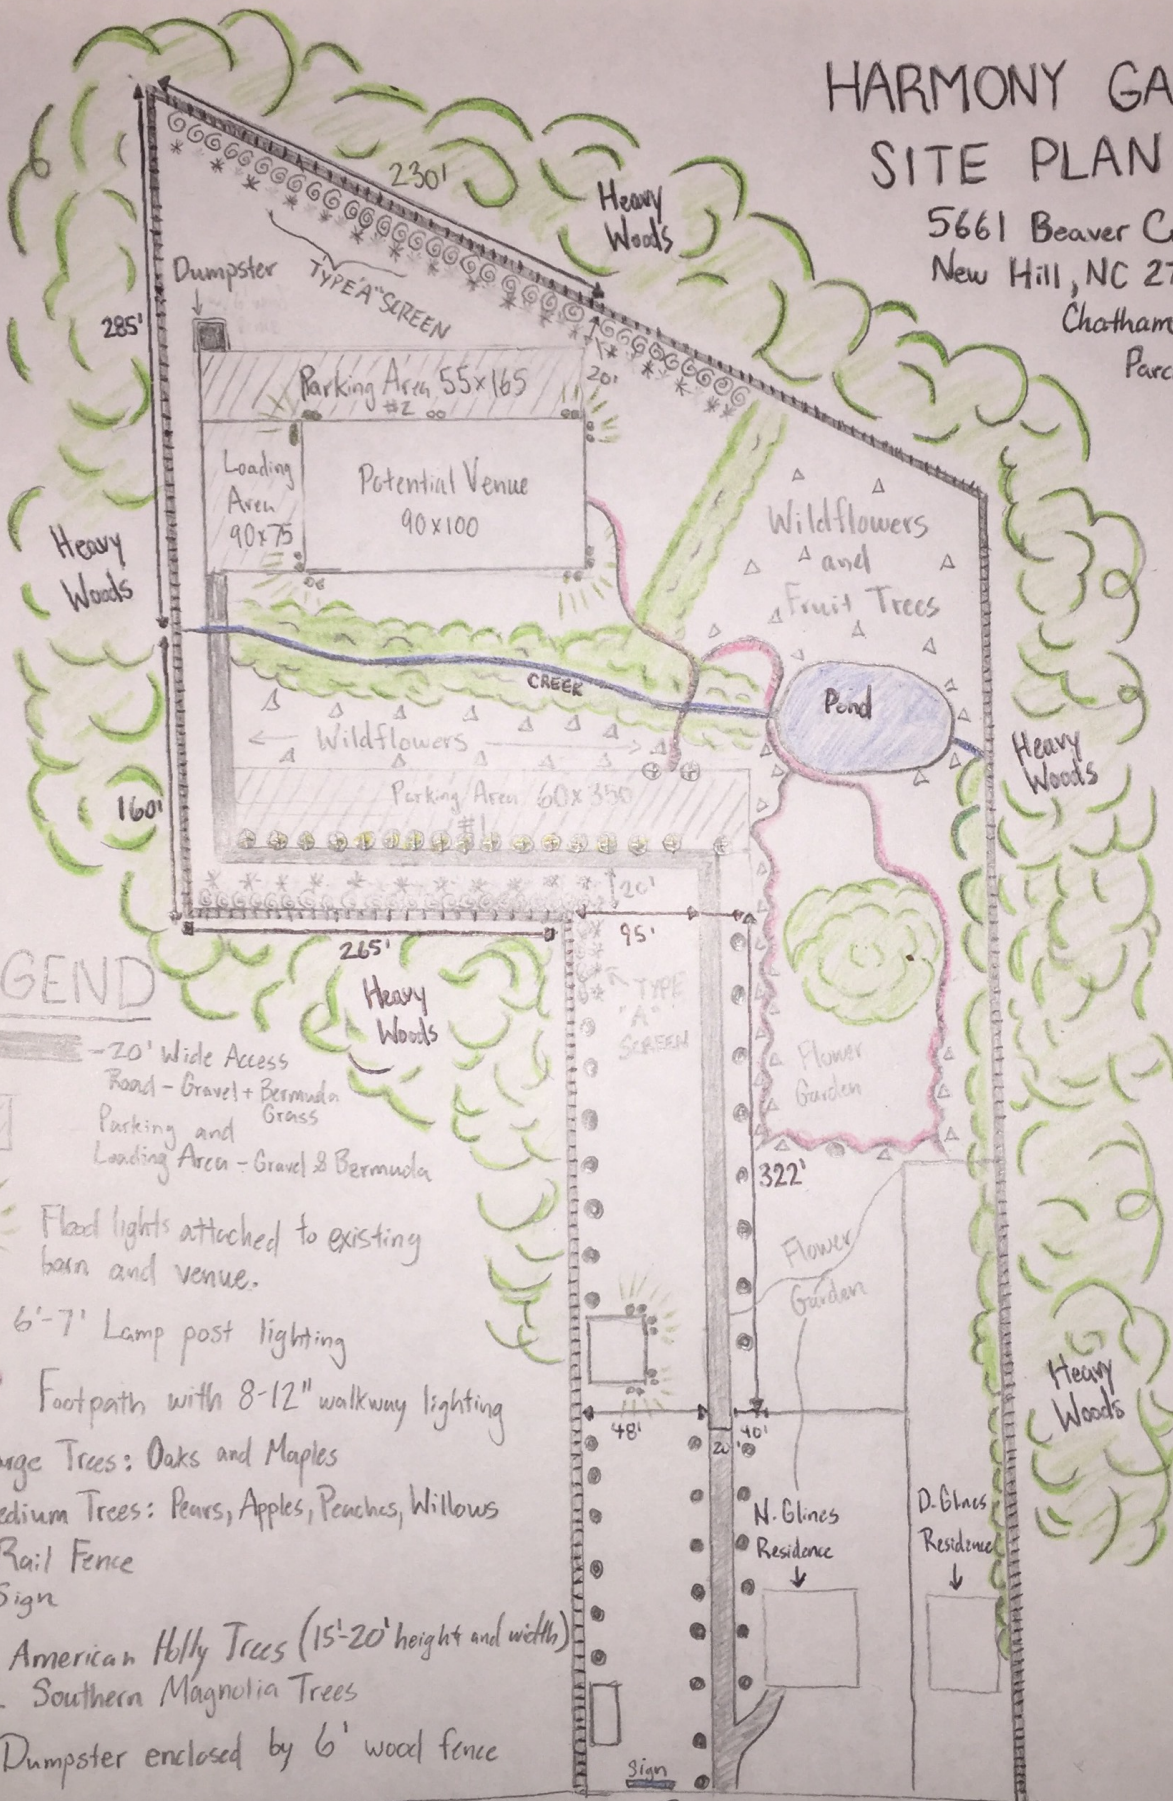 HARMONY GA
SITE PLAN
5661 Beaver C
New Hill, NC 27
Chatham
Parc
230'
Heavy
Woods
Dumpster
TYPE "A" SCREEN
285'
20'
Parking Area 55x165
#2
Loading
Area
90x75
Potential Venue
90x100
Wildflowers
and
Fruit Trees
Heavy
Woods
CREEK
Pond
Wildflowers
Heavy
Woods
Parking Area 60x350
#1
160'
20'
265'
95'
Heavy
Woods
TYPE
"A"
SCREEN
Flower
Garden
322'
Flower
Garden
48'
20'
40'
Heavy
Woods
N. Glines
Residence
D. Glines
Residence
Sign
GEND
-20' Wide Access
Road - Gravel + Bermuda
Grass
Parking and
Loading Area - Gravel & Bermuda
Flood lights attached to existing
barn and venue.
6'-7' Lamp post lighting
Footpath with 8-12" walkway lighting
arge Trees: Oaks and Maples
edium Trees: Pears, Apples, Peaches, Willows
Rail Fence
Sign
American Holly Trees (15'-20' height and width)
Southern Magnolia Trees
Dumpster enclosed by 6' wood fence